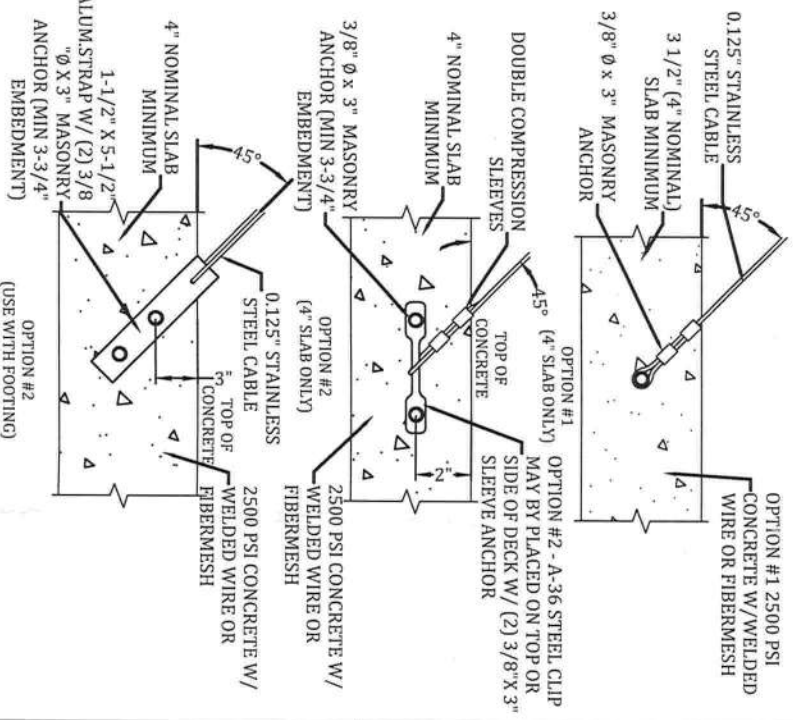 0.125" STAINLESS
STEEL CABLE
3 1/2" (4" NOMINAL)
SLAB MINIMUM
3/8" Ø x 3" MASONRY
ANCHOR
45°
OPTION #1 2500 PSI
CONCRETE W/WELDED
WIRE OR FIBERMESH
OPTION #1
(4" SLAB ONLY)
DOUBLE COMPRESSION
SLEEVES
4" NOMINAL SLAB
MINIMUM
3/8" Ø x 3" MASONRY
ANCHOR (MIN 3-3/4"
EMBEDMENT)
45°
TOP OF
CONCRETE
2"
OPTION #2 - A-36 STEEL CLIP
MAY BY PLACED ON TOP OR
SIDE OF DECK W/ (2) 3/8"X 3"
SLEEVE ANCHOR
2500 PSI CONCRETE W/
WELDED WIRE OR
FIBERMESH
OPTION #2
(4" SLAB ONLY)
4" NOMINAL SLAB
MINIMUM
1-1/2" X 5-1/2"
ALUM.STRAP W/ (2) 3/8
"Ø X 3" MASONRY
ANCHOR (MIN 3-3/4"
EMBEDMENT)
45°
0.125" STAINLESS
STEEL CABLE
3"
TOP OF
CONCRETE
2500 PSI CONCRETE W/
WELDED WIRE OR
FIBERMESH
OPTION #2
(USE WITH FOOTING)